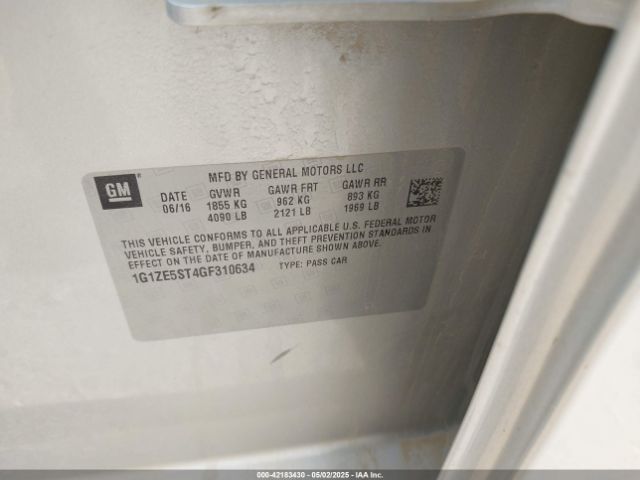 MFD BY GENERAL MOTORS LLC
GM®
DATE GVWR GAWR FRT GAWR RR
06/16 1855 KG 962 KG 893 KG
4090 LB 2121 LB 1969 LB
THIS VEHICLE CONFORMS TO ALL APPLICABLE U.S. FEDERAL MOTOR
VEHICLE SAFETY, BUMPER, AND THEFT PREVENTION STANDARDS IN
EFFECT ON THE DATE OF MANUFACTURE SHOWN ABOVE.
1G1ZE5ST4GF310634 TYPE: PASS CAR
000-42183430 - 05/02/2025 - IAA Inc.